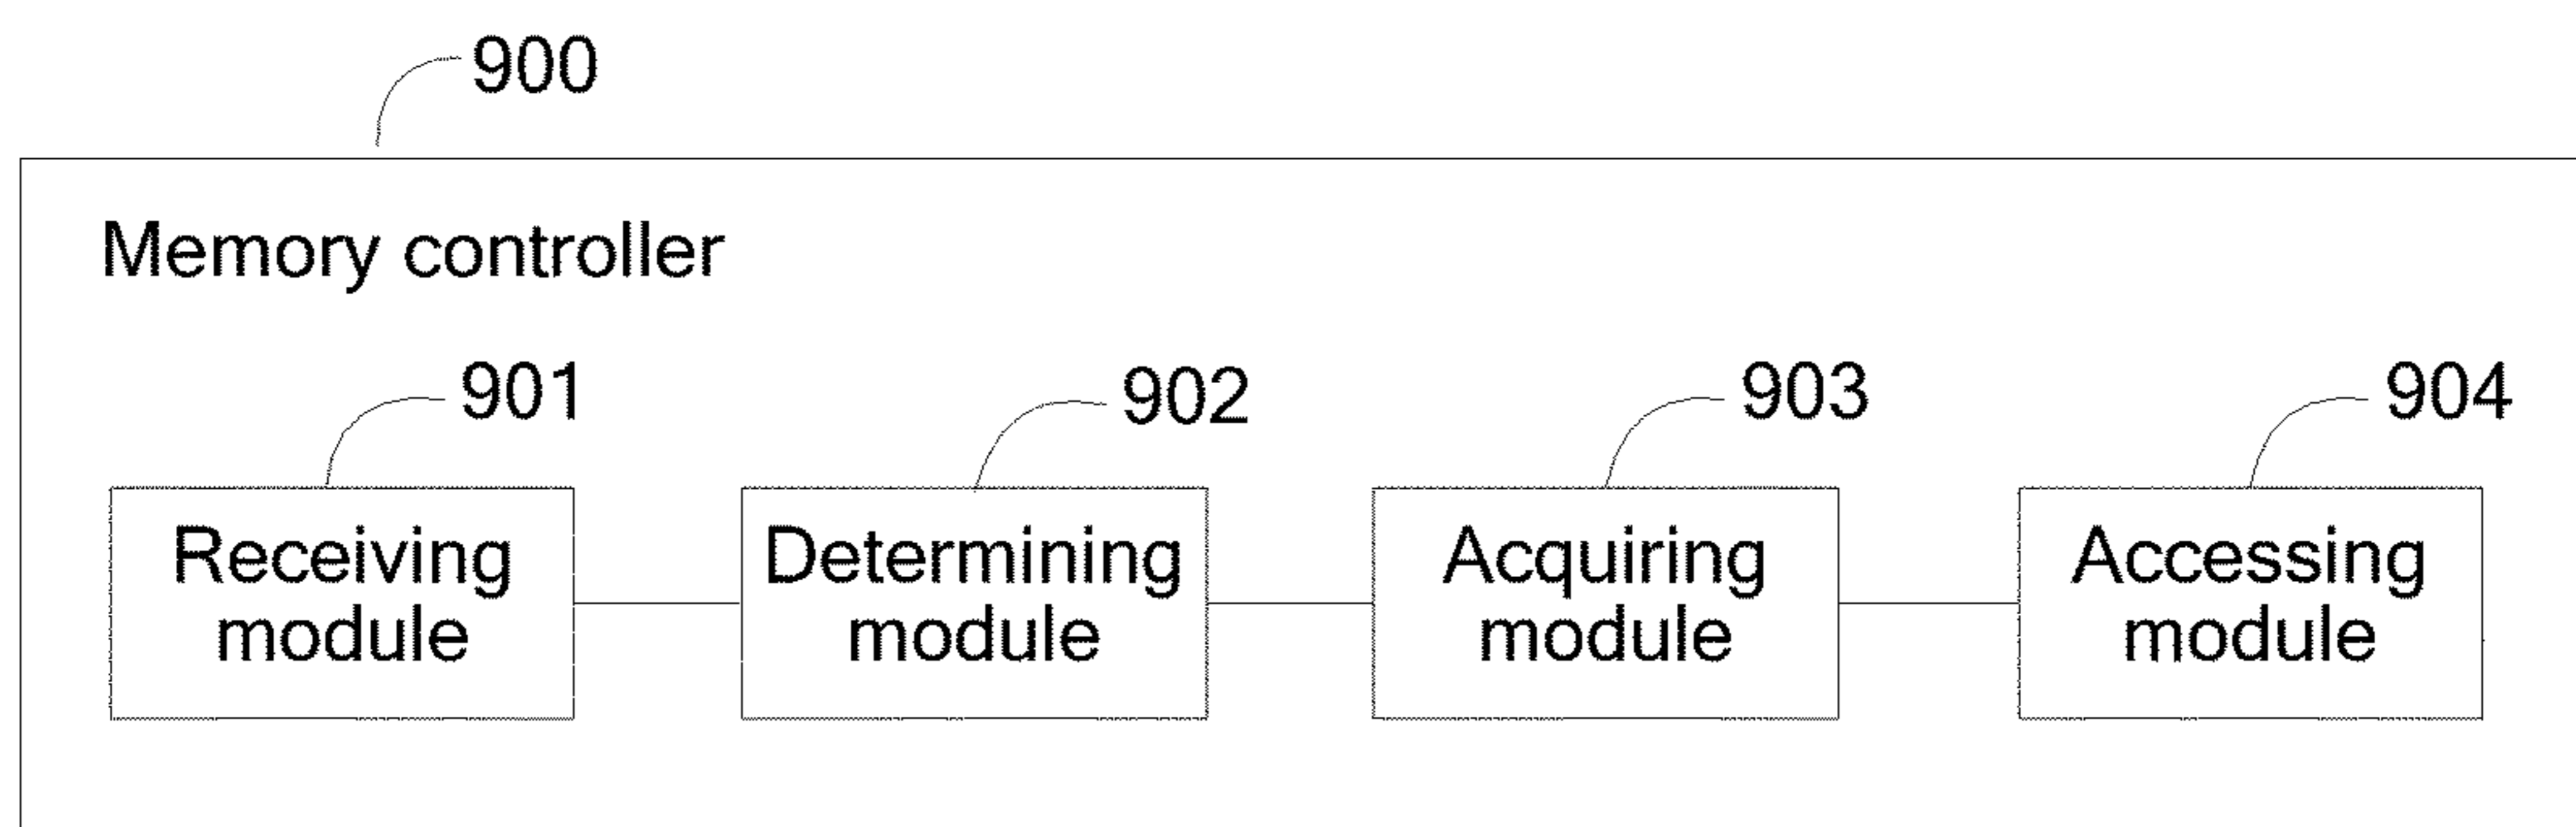 900
Memory controller
901
902
903
904
Receiving
module
Determining
module
Acquiring
module
Accessing
module